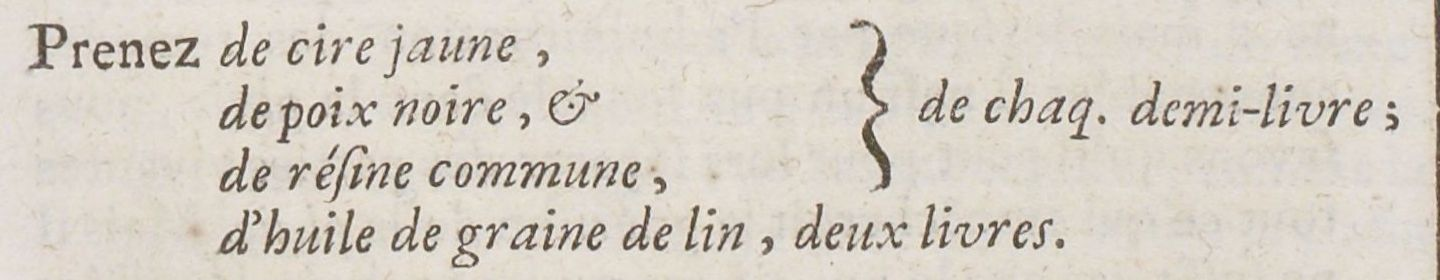 Prenez de cire jaune,
de poix noire, & } de chaq. demi-livre;
de réſine commune,
d'huile de graine de lin, deux livres.